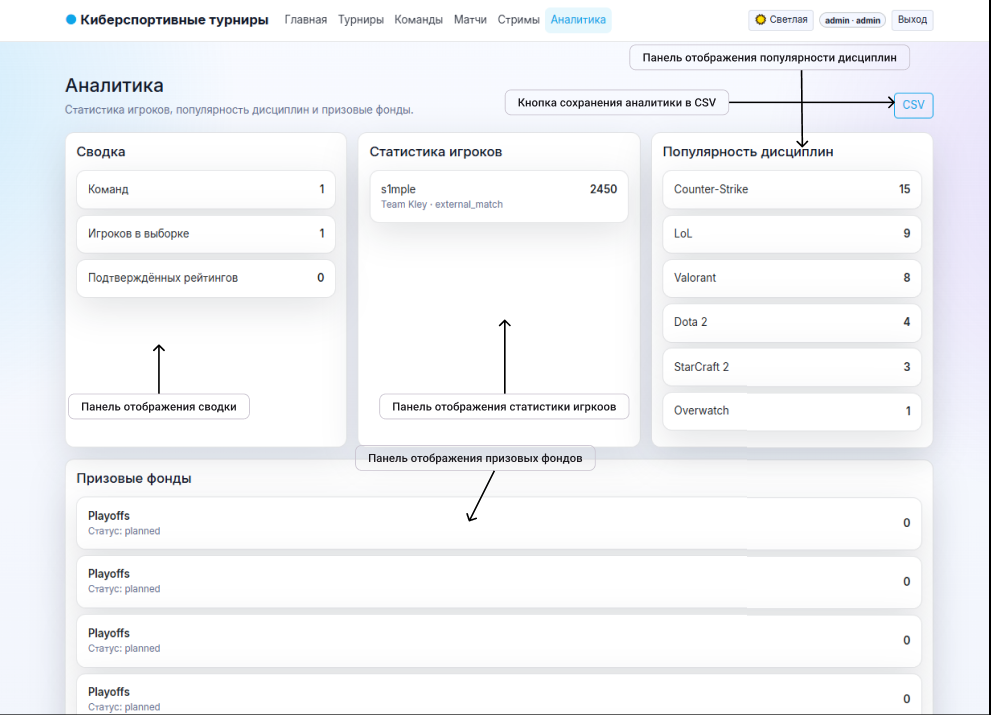 Киберспортивные турниры Главная Турниры Команды Матчи Стримы Аналитика Светлая admin · admin Выход
Панель отображения популярности дисциплин
Аналитика
Статистика игроков, популярность дисциплин и призовые фонды.
Кнопка сохранения аналитики в CSV
CSV
Сводка
Команд 1
Игроков в выборке 1
Подтверждённых рейтингов 0
Панель отображения сводки
Статистика игроков
s1mple 2450
Team Kley · external_match
Панель отображения статистики игркоов
Популярность дисциплин
Counter-Strike 15
LoL 9
Valorant 8
Dota 2 4
StarCraft 2 3
Overwatch 1
Панель отображения призовых фондов
Призовые фонды
Playoffs 0
Статус: planned
Playoffs 0
Статус: planned
Playoffs 0
Статус: planned
Playoffs 0
Статус: planned